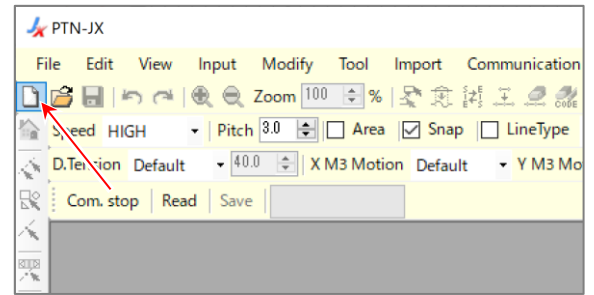 PTN-JX
File Edit View Input Modify Tool Import Communication
Zoom 100 % S E E S CODE
Speed HIGH Pitch 3.0 Area Snap LineType
D.Tension Default 40.0 X M3 Motion Default Y M3 Mo
Com. stop Read Save